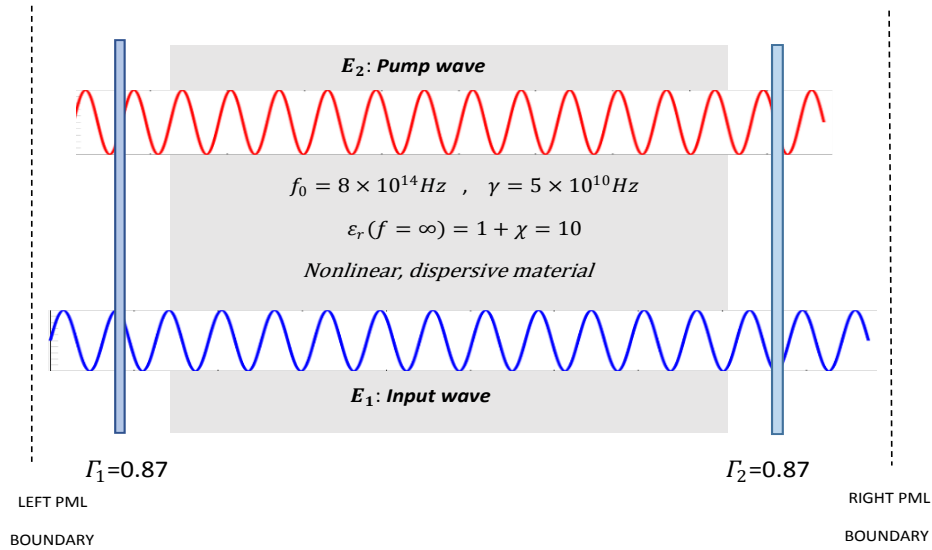 E₂: Pump wave
f₀ = 8 × 10¹⁴Hz , γ = 5 × 10¹⁰Hz
εᵣ(f = ∞) = 1 + χ = 10
Nonlinear, dispersive material
E₁: Input wave
Γ₁=0.87
Γ₂=0.87
LEFT PML
BOUNDARY
RIGHT PML
BOUNDARY